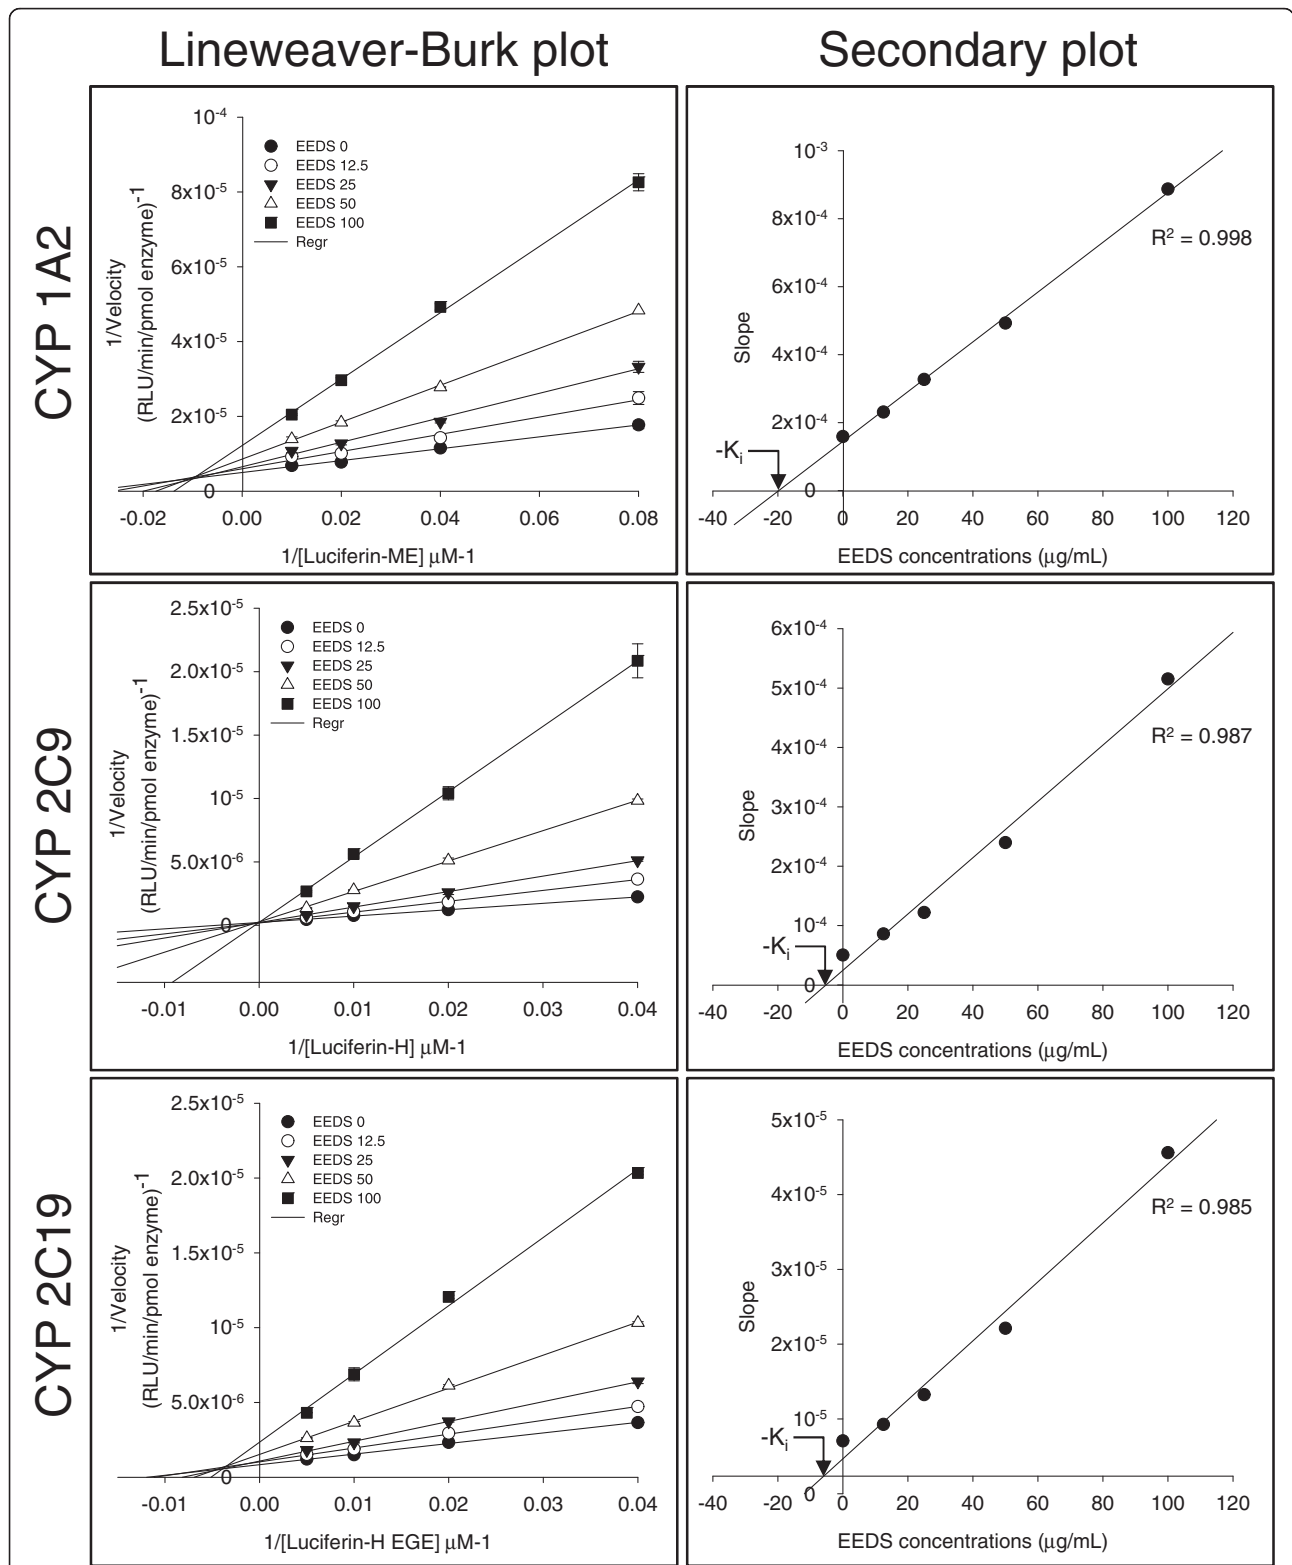 Lineweaver-Burk plot
Secondary plot
CYP 1A2
1/Velocity
(RLU/min/pmol enzyme)⁻¹
10⁻⁴
8x10⁻⁵
6x10⁻⁵
4x10⁻⁵
2x10⁻⁵
0
EEDS 0
EEDS 12.5
EEDS 25
EEDS 50
EEDS 100
Regr
-0.02 0.00 0.02 0.04 0.06 0.08
1/[Luciferin-ME] μM-1
Slope
10⁻³
8x10⁻⁴
6x10⁻⁴
4x10⁻⁴
2x10⁻⁴
0
R² = 0.998
-Kᵢ
-40 -20 0 20 40 60 80 100 120
EEDS concentrations (μg/mL)
CYP 2C9
1/Velocity
(RLU/min/pmol enzyme)⁻¹
2.5x10⁻⁵
2.0x10⁻⁵
1.5x10⁻⁵
10⁻⁵
5.0x10⁻⁶
0
EEDS 0
EEDS 12.5
EEDS 25
EEDS 50
EEDS 100
Regr
-0.01 0.00 0.01 0.02 0.03 0.04
1/[Luciferin-H] μM-1
Slope
6x10⁻⁴
5x10⁻⁴
4x10⁻⁴
3x10⁻⁴
2x10⁻⁴
10⁻⁴
0
R² = 0.987
-Kᵢ
-40 -20 0 20 40 60 80 100 120
EEDS concentrations (μg/mL)
CYP 2C19
1/Velocity
(RLU/min/pmol enzyme)⁻¹
2.5x10⁻⁵
2.0x10⁻⁵
1.5x10⁻⁵
10⁻⁵
5.0x10⁻⁶
0
EEDS 0
EEDS 12.5
EEDS 25
EEDS 50
EEDS 100
Regr
-0.01 0.00 0.01 0.02 0.03 0.04
1/[Luciferin-H EGE] μM-1
Slope
5x10⁻⁵
4x10⁻⁵
3x10⁻⁵
2x10⁻⁵
10⁻⁵
0
R² = 0.985
-Kᵢ
-40 -20 0 20 40 60 80 100 120
EEDS concentrations (μg/mL)